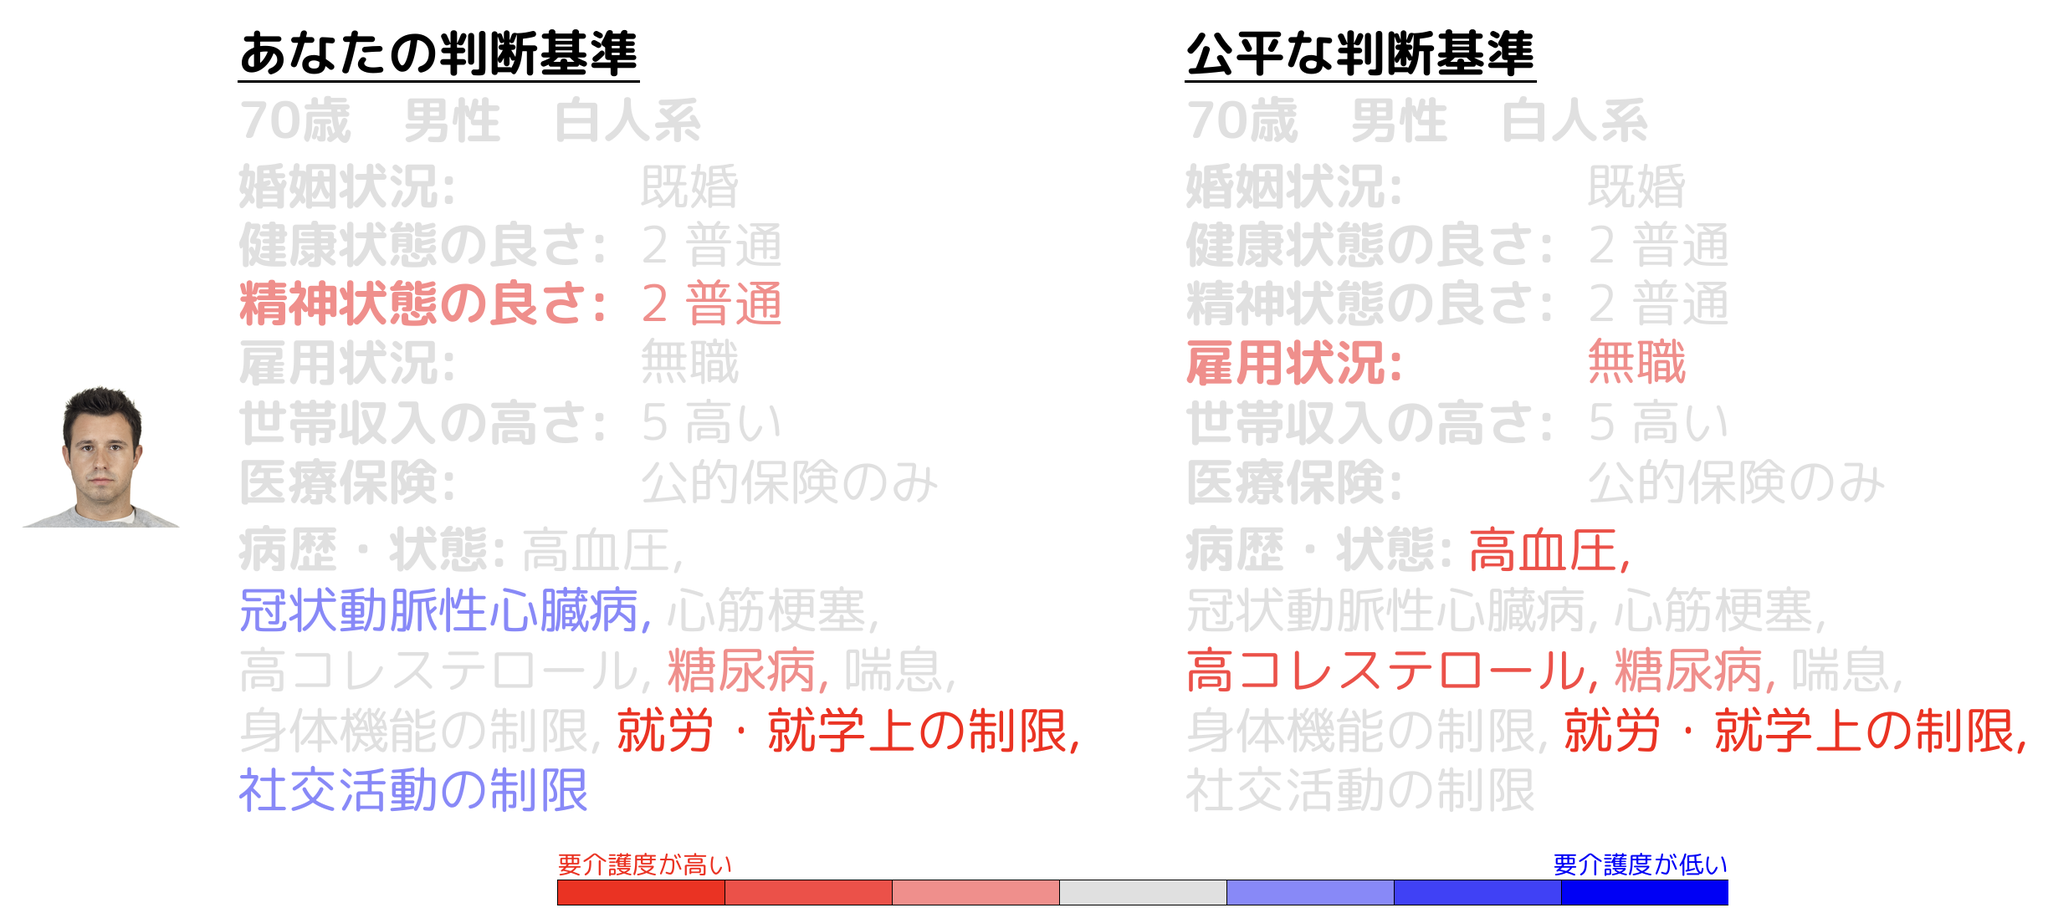 あなたの判断基準
70歳　男性　白人系
婚姻状況: 既婚
健康状態の良さ: 2 普通
精神状態の良さ: 2 普通
雇用状況: 無職
世帯収入の高さ: 5 高い
医療保険: 公的保険のみ
病歴・状態: 高血圧,
冠状動脈性心臓病, 心筋梗塞,
高コレステロール, 糖尿病, 喘息,
身体機能の制限, 就労・就学上の制限,
社交活動の制限
公平な判断基準
70歳　男性　白人系
婚姻状況: 既婚
健康状態の良さ: 2 普通
精神状態の良さ: 2 普通
雇用状況: 無職
世帯収入の高さ: 5 高い
医療保険: 公的保険のみ
病歴・状態: 高血圧,
冠状動脈性心臓病, 心筋梗塞,
高コレステロール, 糖尿病, 喘息,
身体機能の制限, 就労・就学上の制限,
社交活動の制限
要介護度が高い
要介護度が低い